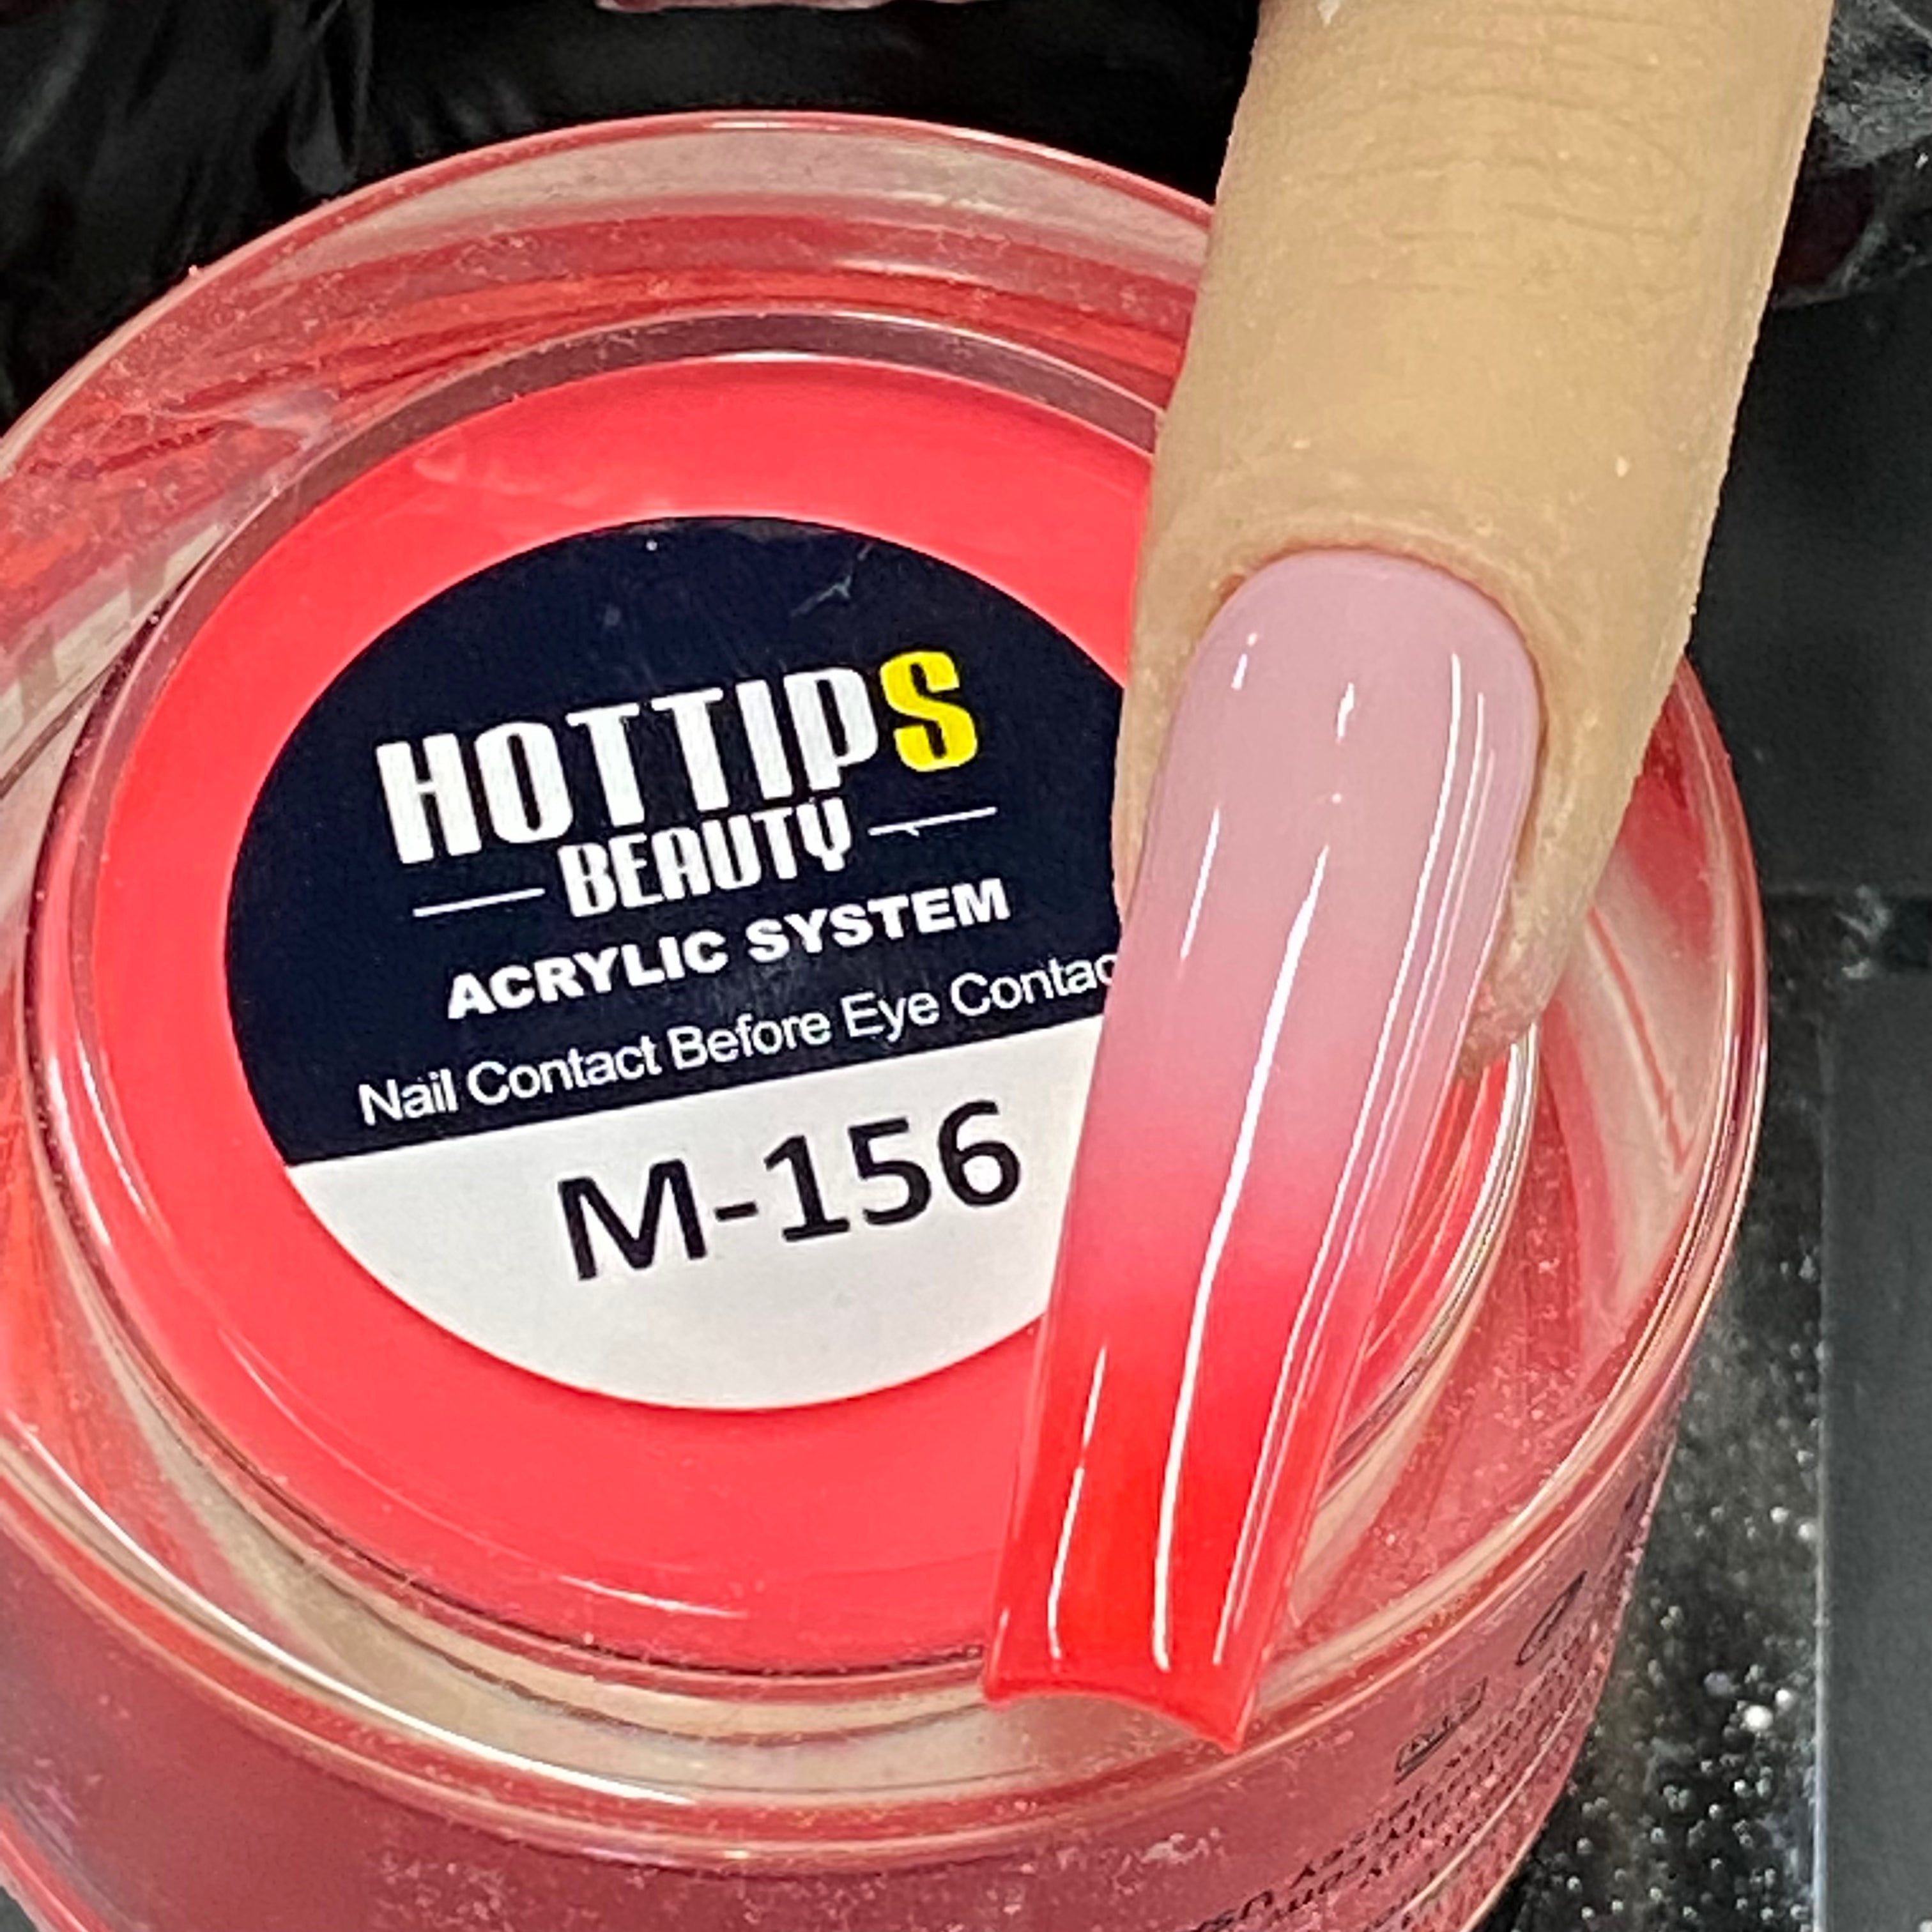 HOTTIPS
BEAUTY
ACRYLIC SYSTEM
Nail Contact Before Eye Contac
M-156